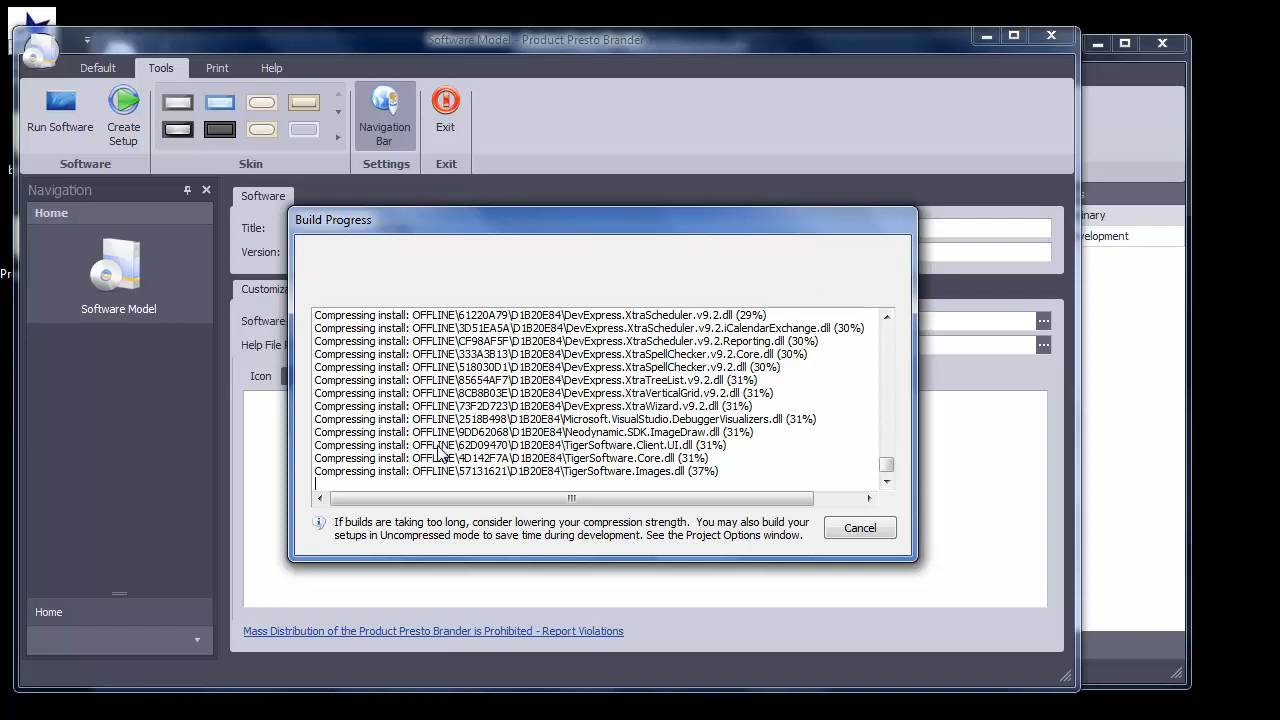 Software Model - Product Presto Brander
Default
Tools
Print
Help
Run Software
Create
Setup
Navigation
Bar
Exit
Software
Skin
Settings
Exit
Navigation
Home
Software Model
Home
Software
Title:
Version:
Customiza
Software
Help File P
Icon
Build Progress
Compressing install: OFFLINE\61220A79\D1B20E84\DevExpress.XtraScheduler.v9.2.dll (29%)
Compressing install: OFFLINE\3D51EA5A\D1B20E84\DevExpress.XtraScheduler.v9.2.iCalendarExchange.dll (30%)
Compressing install: OFFLINE\CF98AF5F\D1B20E84\DevExpress.XtraScheduler.v9.2.Reporting.dll (30%)
Compressing install: OFFLINE\333A3B13\D1B20E84\DevExpress.XtraSpellChecker.v9.2.Core.dll (30%)
Compressing install: OFFLINE\518030D1\D1B20E84\DevExpress.XtraSpellChecker.v9.2.dll (30%)
Compressing install: OFFLINE\85654AF7\D1B20E84\DevExpress.XtraTreeList.v9.2.dll (31%)
Compressing install: OFFLINE\8CB8B03E\D1B20E84\DevExpress.XtraVerticalGrid.v9.2.dll (31%)
Compressing install: OFFLINE\73F2D723\D1B20E84\DevExpress.XtraWizard.v9.2.dll (31%)
Compressing install: OFFLINE\2518B498\D1B20E84\Microsoft.VisualStudio.DebuggerVisualizers.dll (31%)
Compressing install: OFFLINE\9DD62068\D1B20E84\Neodynamic.SDK.ImageDraw.dll (31%)
Compressing install: OFFLINE\62D09470\D1B20E84\TigerSoftware.Client.UI.dll (31%)
Compressing install: OFFLINE\4D142F7A\D1B20E84\TigerSoftware.Core.dll (31%)
Compressing install: OFFLINE\57131621\D1B20E84\TigerSoftware.Images.dll (37%)
If builds are taking too long, consider lowering your compression strength. You may also build your
setups in Uncompressed mode to save time during development. See the Project Options window.
Cancel
Mass Distribution of the Product Presto Brander is Prohibited - Report Violations
s
inary
velopment
Pr